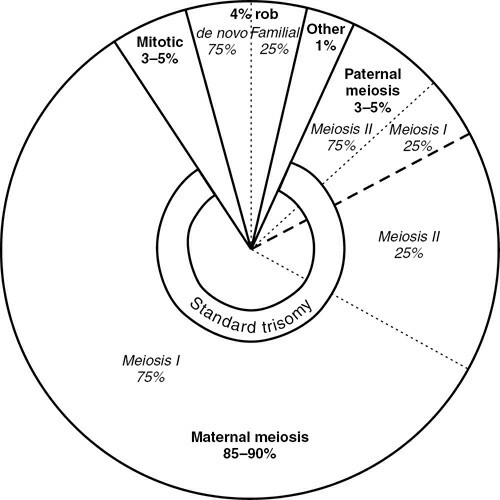 Mitotic
3–5%
4% rob
de novo Familial
75% 25%
Other
1%
Paternal
meiosis
3–5%
Meiosis II Meiosis I
75% 25%
Meiosis II
25%
Standard trisomy
Meiosis I
75%
Maternal meiosis
85–90%